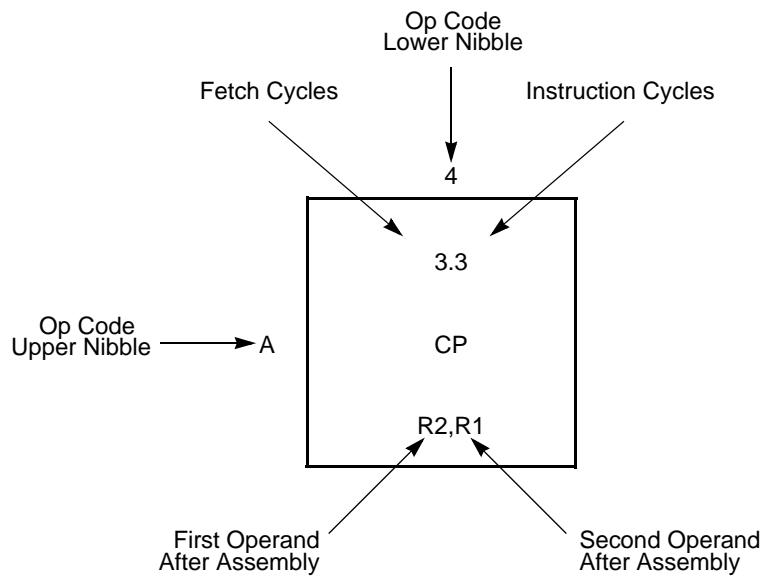 Op Code
Lower Nibble
Fetch Cycles
Instruction Cycles
4
3.3
Op Code
Upper Nibble
A
CP
R2,R1
First Operand
After Assembly
Second Operand
After Assembly